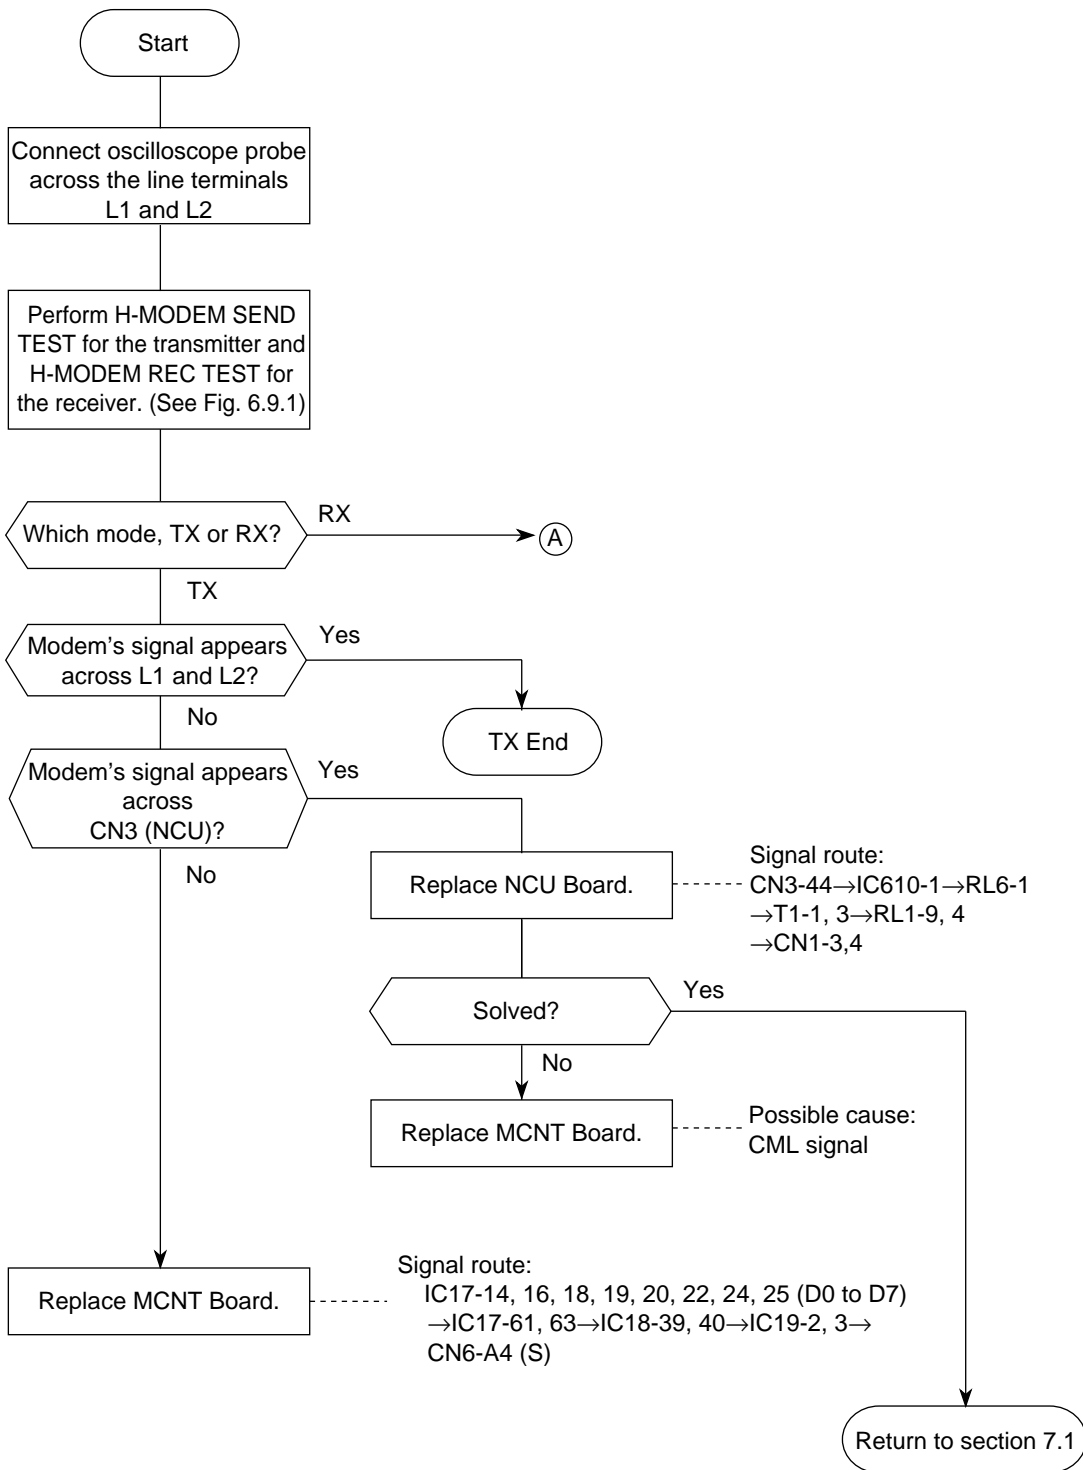 Start
Connect oscilloscope probe
across the line terminals
L1 and L2
Perform H-MODEM SEND
TEST for the transmitter and
H-MODEM REC TEST for
the receiver. (See Fig. 6.9.1)
Which mode, TX or RX?
RX
A
TX
Modem's signal appears
across L1 and L2?
Yes
TX End
No
Modem's signal appears
across
CN3 (NCU)?
Yes
No
Replace NCU Board.
Signal route:
CN3-44→IC610-1→RL6-1
→T1-1, 3→RL1-9, 4
→CN1-3,4
Solved?
Yes
No
Replace MCNT Board.
Possible cause:
CML signal
Replace MCNT Board.
Signal route:
IC17-14, 16, 18, 19, 20, 22, 24, 25 (D0 to D7)
→IC17-61, 63→IC18-39, 40→IC19-2, 3→
CN6-A4 (S)
Return to section 7.1